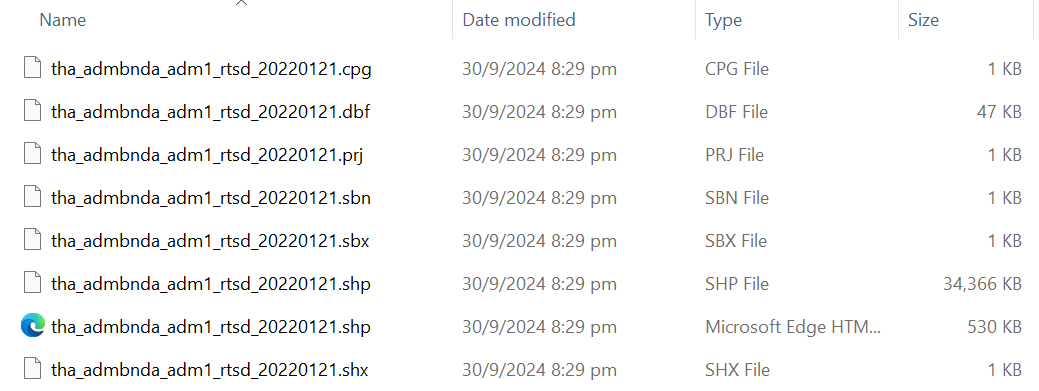 Name Date modified Type Size
tha_admbnda_adm1_rtsd_20220121.cpg 30/9/2024 8:29 pm CPG File 1 KB
tha_admbnda_adm1_rtsd_20220121.dbf 30/9/2024 8:29 pm DBF File 47 KB
tha_admbnda_adm1_rtsd_20220121.prj 30/9/2024 8:29 pm PRJ File 1 KB
tha_admbnda_adm1_rtsd_20220121.sbn 30/9/2024 8:29 pm SBN File 1 KB
tha_admbnda_adm1_rtsd_20220121.sbx 30/9/2024 8:29 pm SBX File 1 KB
tha_admbnda_adm1_rtsd_20220121.shp 30/9/2024 8:29 pm SHP File 34,366 KB
tha_admbnda_adm1_rtsd_20220121.shp 30/9/2024 8:29 pm Microsoft Edge HTM... 530 KB
tha_admbnda_adm1_rtsd_20220121.shx 30/9/2024 8:29 pm SHX File 1 KB